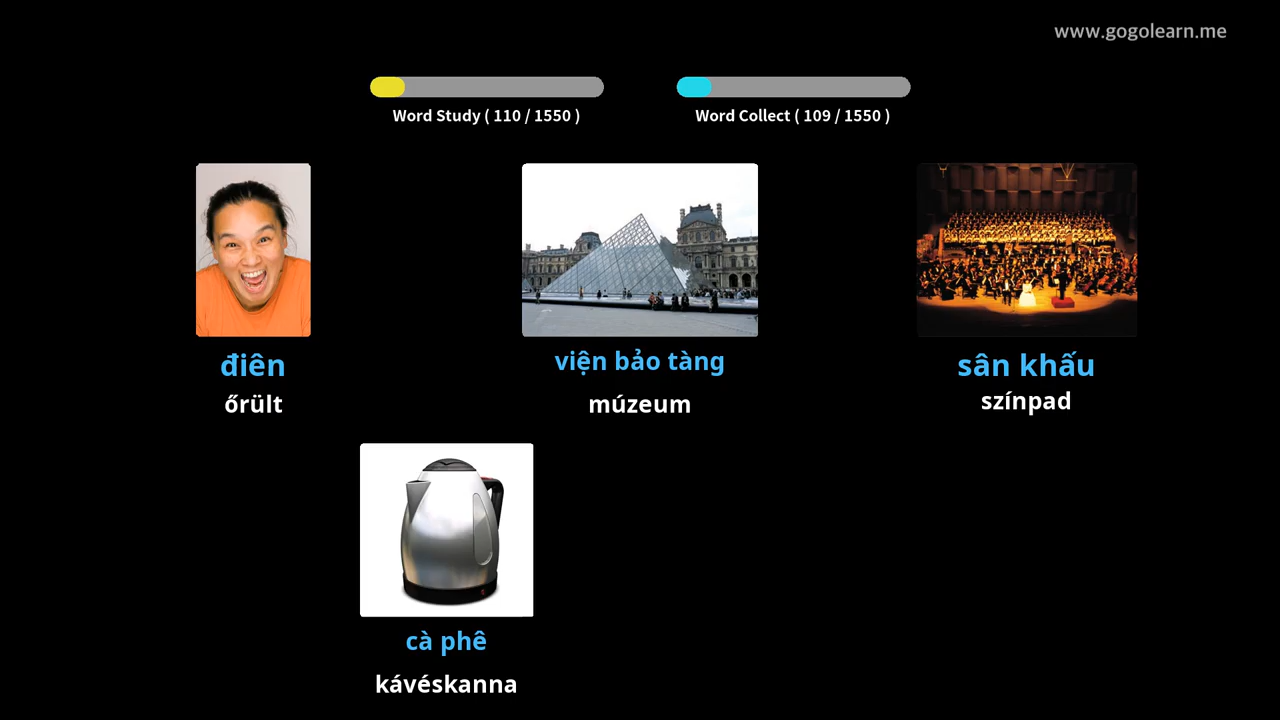 www.gogolearn.me
Word Study ( 110 / 1550 )
Word Collect ( 109 / 1550 )
điên
őrült
viện bảo tàng
múzeum
sân khấu
színpad
cà phê
kávéskanna